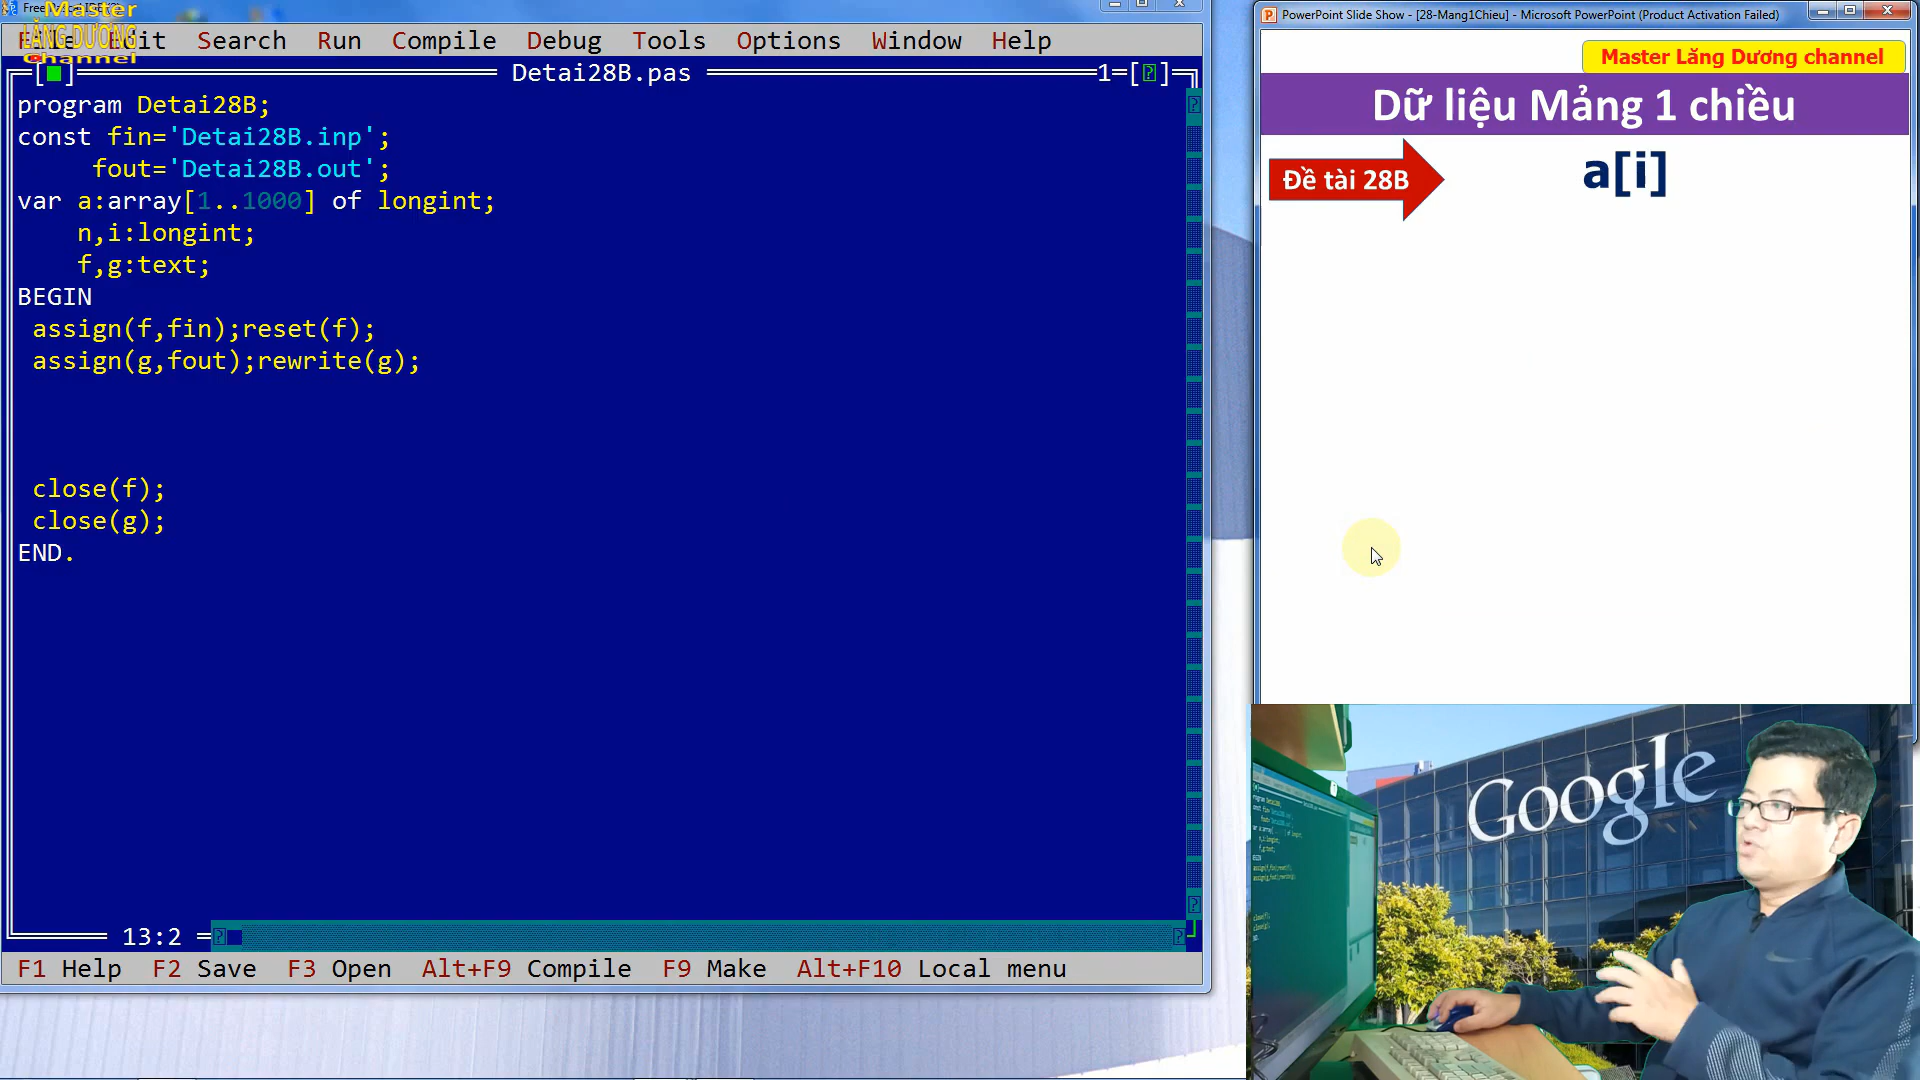 Master
LĂNG DƯƠNG
Channel
Edit Search Run Compile Debug Tools Options Window Help
Detai28B.pas
1
program Detai28B;
const fin='Detai28B.inp';
fout='Detai28B.out';
var a:array[1..1000] of longint;
n,i:longint;
f,g:text;
BEGIN
assign(f,fin);reset(f);
assign(g,fout);rewrite(g);
close(f);
close(g);
END.
13:2
F1 Help F2 Save F3 Open Alt+F9 Compile F9 Make Alt+F10 Local menu
PowerPoint Slide Show - [28-Mang1Chieu] - Microsoft PowerPoint (Product Activation Failed)
Master Lăng Dương channel
Dữ liệu Mảng 1 chiều
Đề tài 28B
a[i]
Google